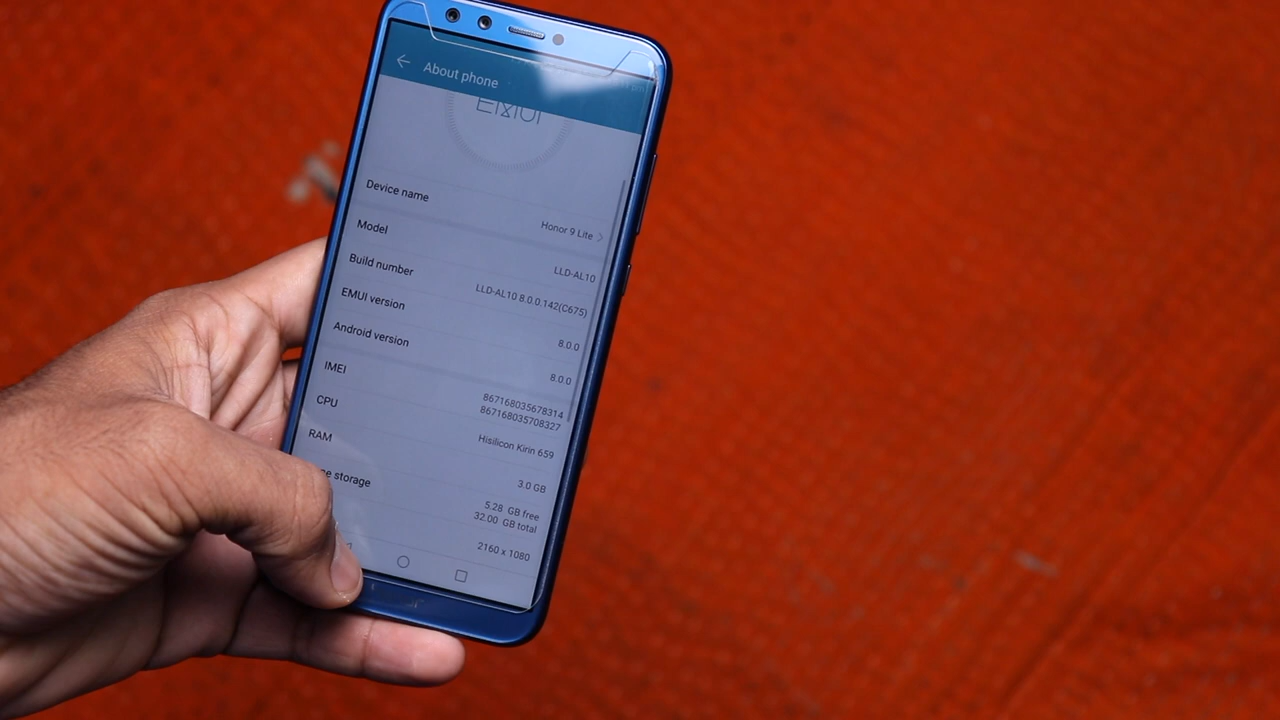 About phone
EMUI
Device name
Honor 9 Lite
Model
LLD-AL10
Build number
LLD-AL10 8.0.0.142(C675)
EMUI version
8.0.0
Android version
8.0.0
IMEI
867168035678314
867168035708327
CPU
Hisilicon Kirin 659
RAM
3.0 GB
ne storage
5.28 GB free
32.00 GB total
2160 x 1080